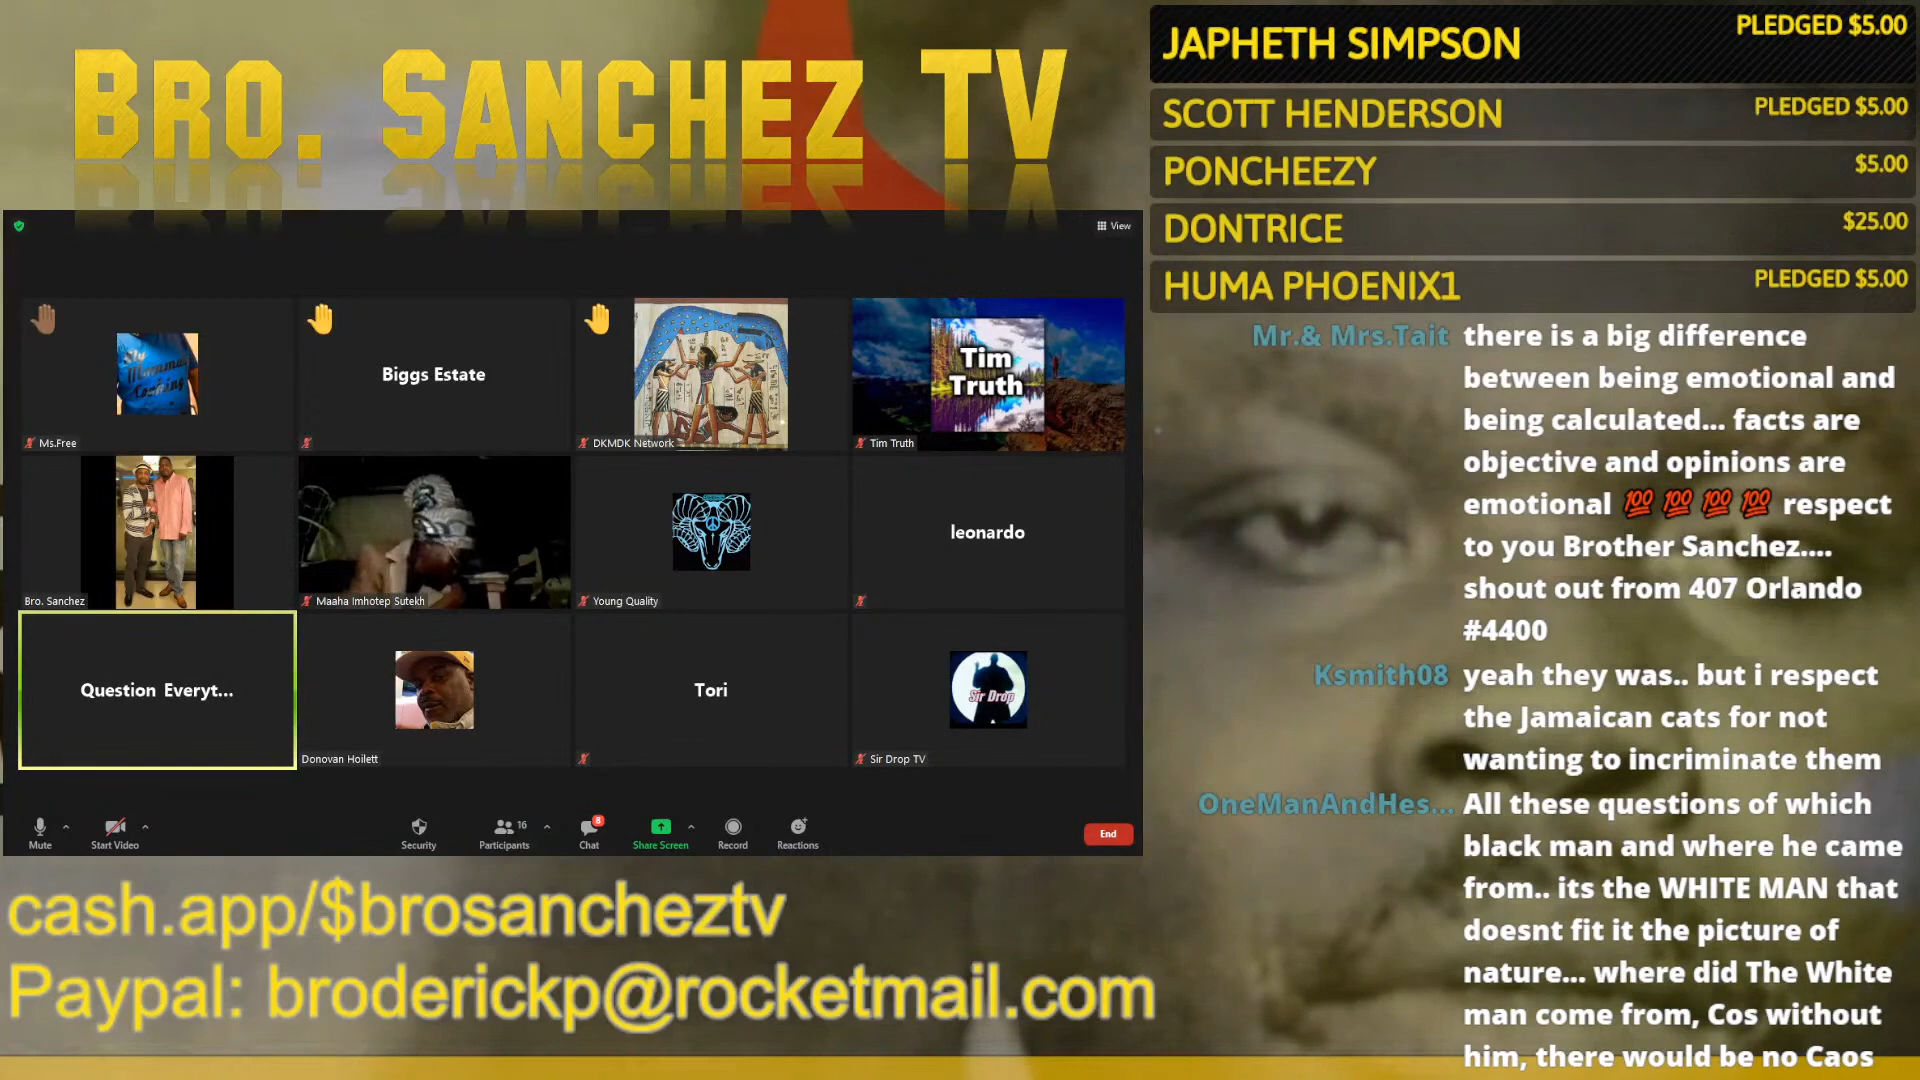 BRO. SANCHEZ TV
JAPHETH SIMPSON PLEDGED $5.00
SCOTT HENDERSON PLEDGED $5.00
PONCHEEZY $5.00
DONTRICE $25.00
HUMA PHOENIX1 PLEDGED $5.00
View
My
Momma's
Cooking
Ms.Free
Biggs Estate
DKMDK Network
Tim
Truth
Tim Truth
Bro. Sanchez
Maaha Imhotep Sutekh
Young Quality
leonardo
Question Everyt...
Donovan Hoilett
Tori
Sir Drop
Sir Drop TV
Mute
Start Video
Security
16
Participants
8
Chat
Share Screen
Record
Reactions
End
cash.app/$brosancheztv
Paypal: broderickp@rocketmail.com
Mr.& Mrs.Tait there is a big difference
between being emotional and
being calculated... facts are
objective and opinions are
emotional 💯 💯 💯 💯 respect
to you Brother Sanchez....
shout out from 407 Orlando
#4400
Ksmith08 yeah they was.. but i respect
the Jamaican cats for not
wanting to incriminate them
OneManAndHes... All these questions of which
black man and where he came
from.. its the WHITE MAN that
doesnt fit it the picture of
nature... where did The White
man come from, Cos without
him, there would be no Caos